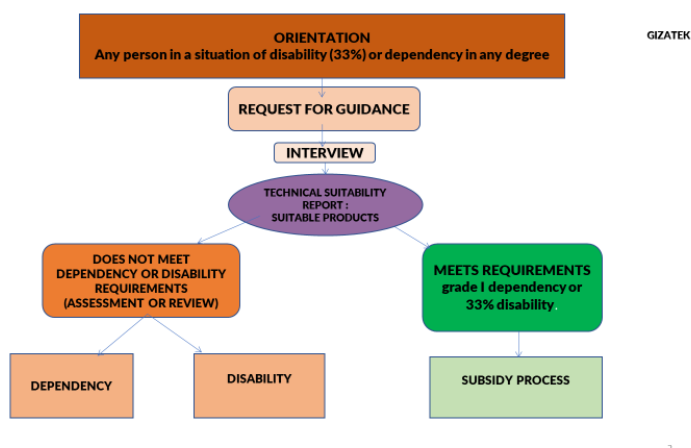 ORIENTATION
Any person in a situation of disability (33%) or dependency in any degree
GIZATEK
REQUEST FOR GUIDANCE
INTERVIEW
TECHNICAL SUITABILITY
REPORT :
SUITABLE PRODUCTS
DOES NOT MEET
DEPENDENCY OR DISABILITY
REQUIREMENTS
(ASSESSMENT OR REVIEW)
MEETS REQUIREMENTS
grade I dependency or
33% disability.
DEPENDENCY
DISABILITY
SUBSIDY PROCESS